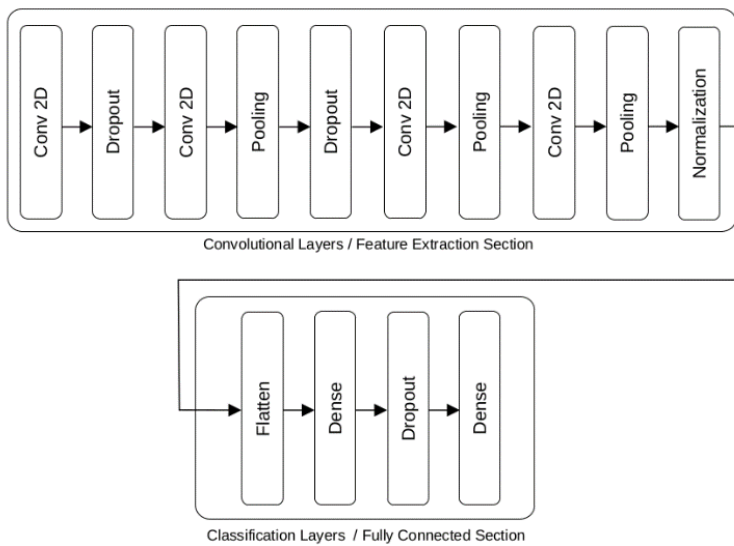 Conv 2D
Dropout
Conv 2D
Pooling
Dropout
Conv 2D
Pooling
Conv 2D
Pooling
Normalization
Convolutional Layers / Feature Extraction Section
Flatten
Dense
Dropout
Dense
Classification Layers / Fully Connected Section